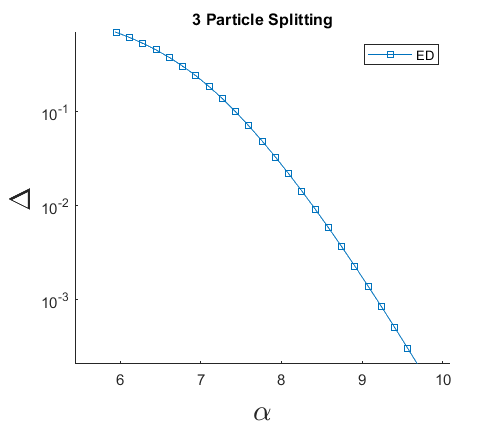 3 Particle Splitting
ED
10^-1
10^-2
10^-3
Δ
6 7 8 9 10
α